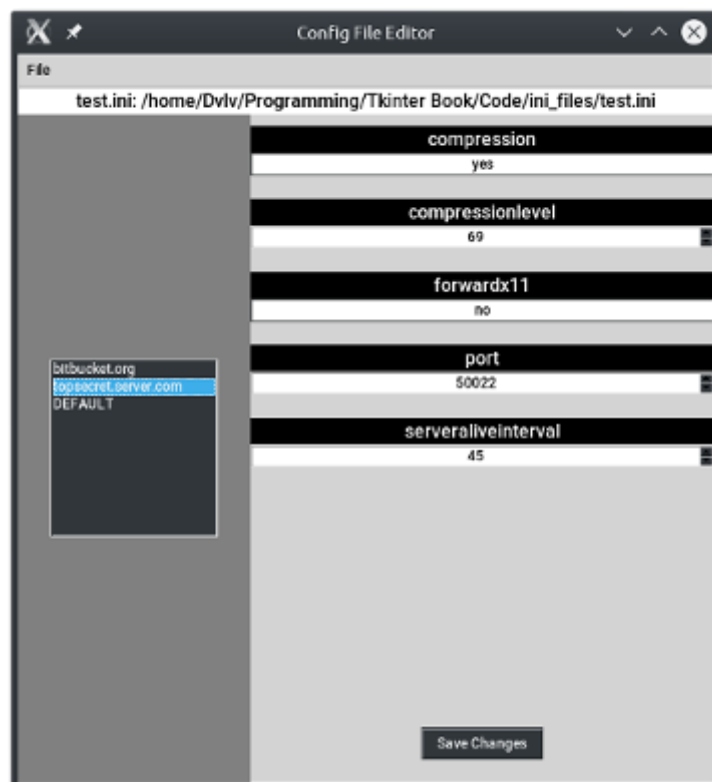 Config File Editor
File
test.ini: /home/Dvlv/Programming/Tkinter Book/Code/ini_files/test.ini
bitbucket.org
topsecret.server.com
DEFAULT
compression
yes
compressionlevel
69
forwardx11
no
port
50022
serveraliveinterval
45
Save Changes